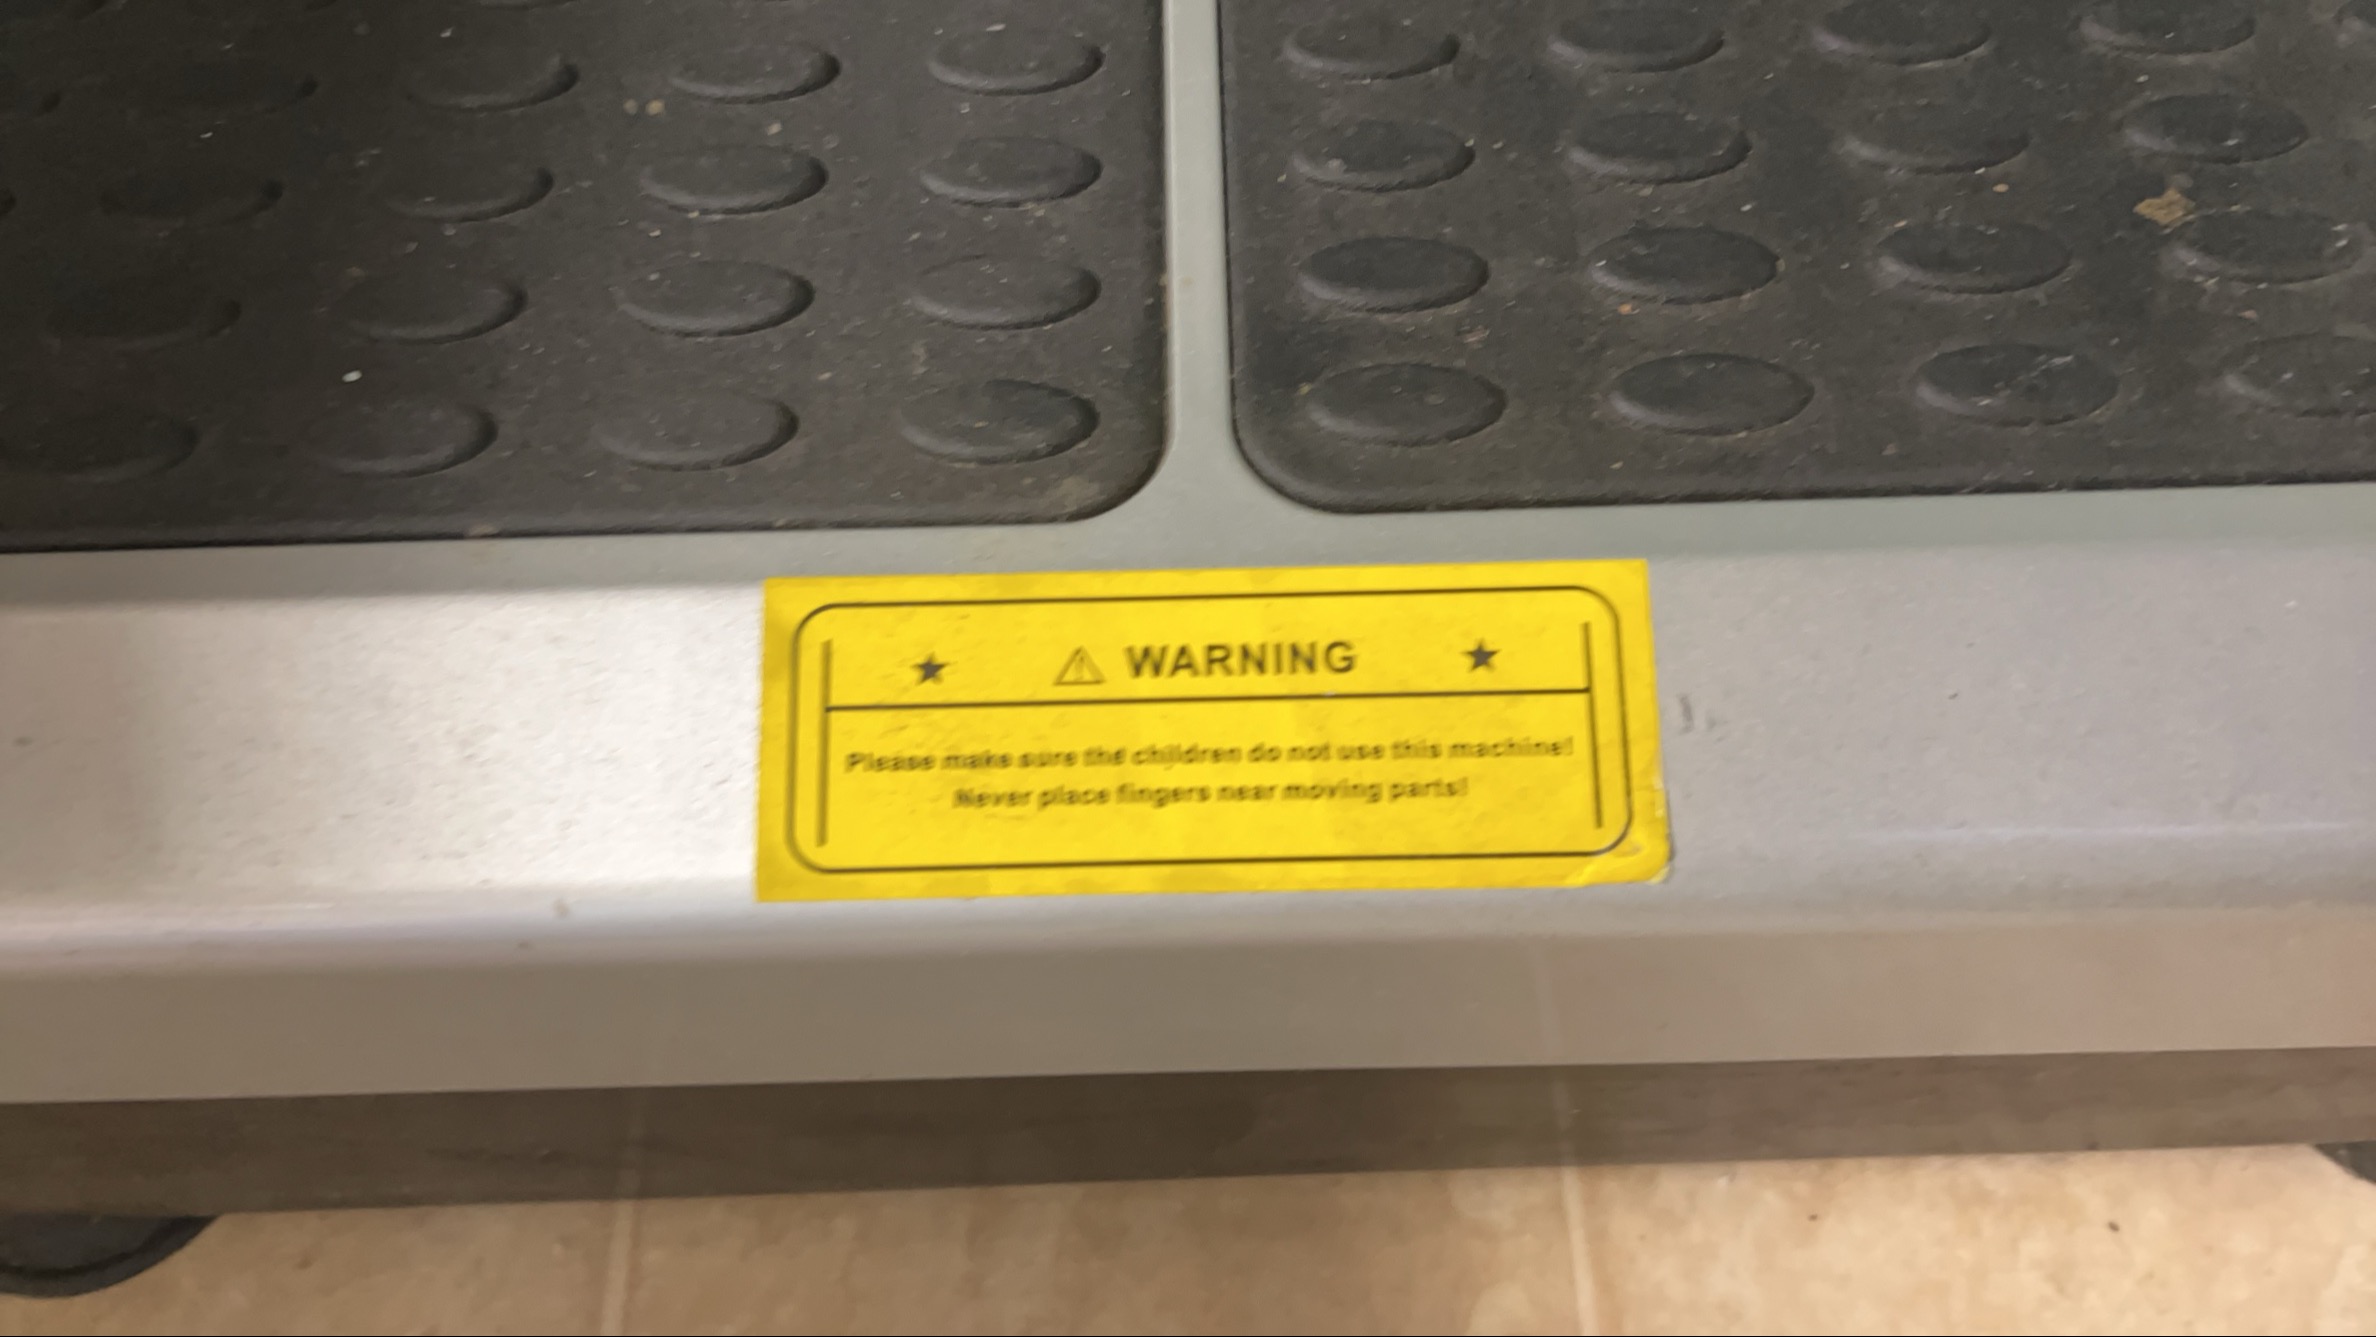 ★ ⚠ WARNING ★
Please make sure the children do not use this machine!
Never place fingers near moving parts!